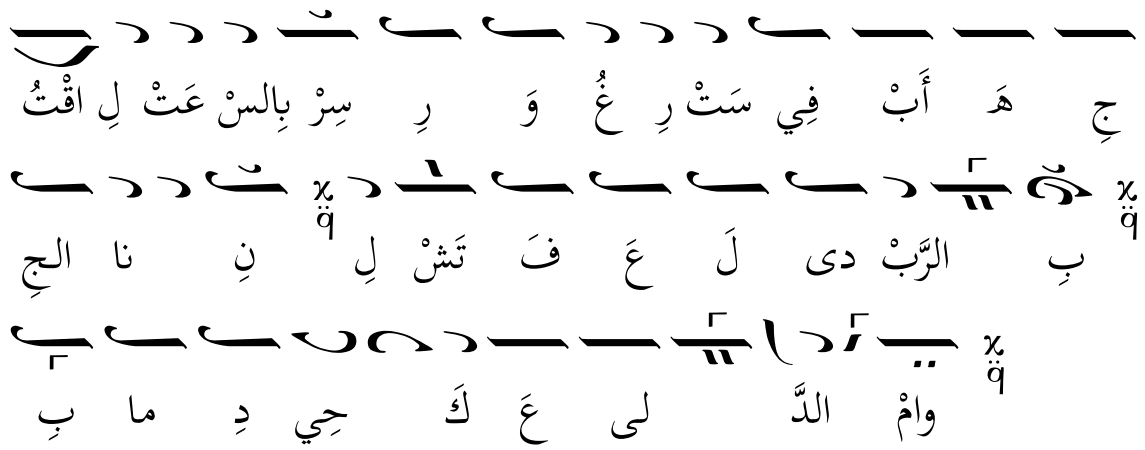 اقْتُ لِ عَتْ بِالسْ سِرْ رِ وَ غُ رِ سَتْ فِي أَبْ هَ جِ
الجِ نا نِ لِ تَشْ فَ عَ لَ دى الرَّبْ بِ
بِ ما دِ حِي كَ عَ لى الدَّ وامْ